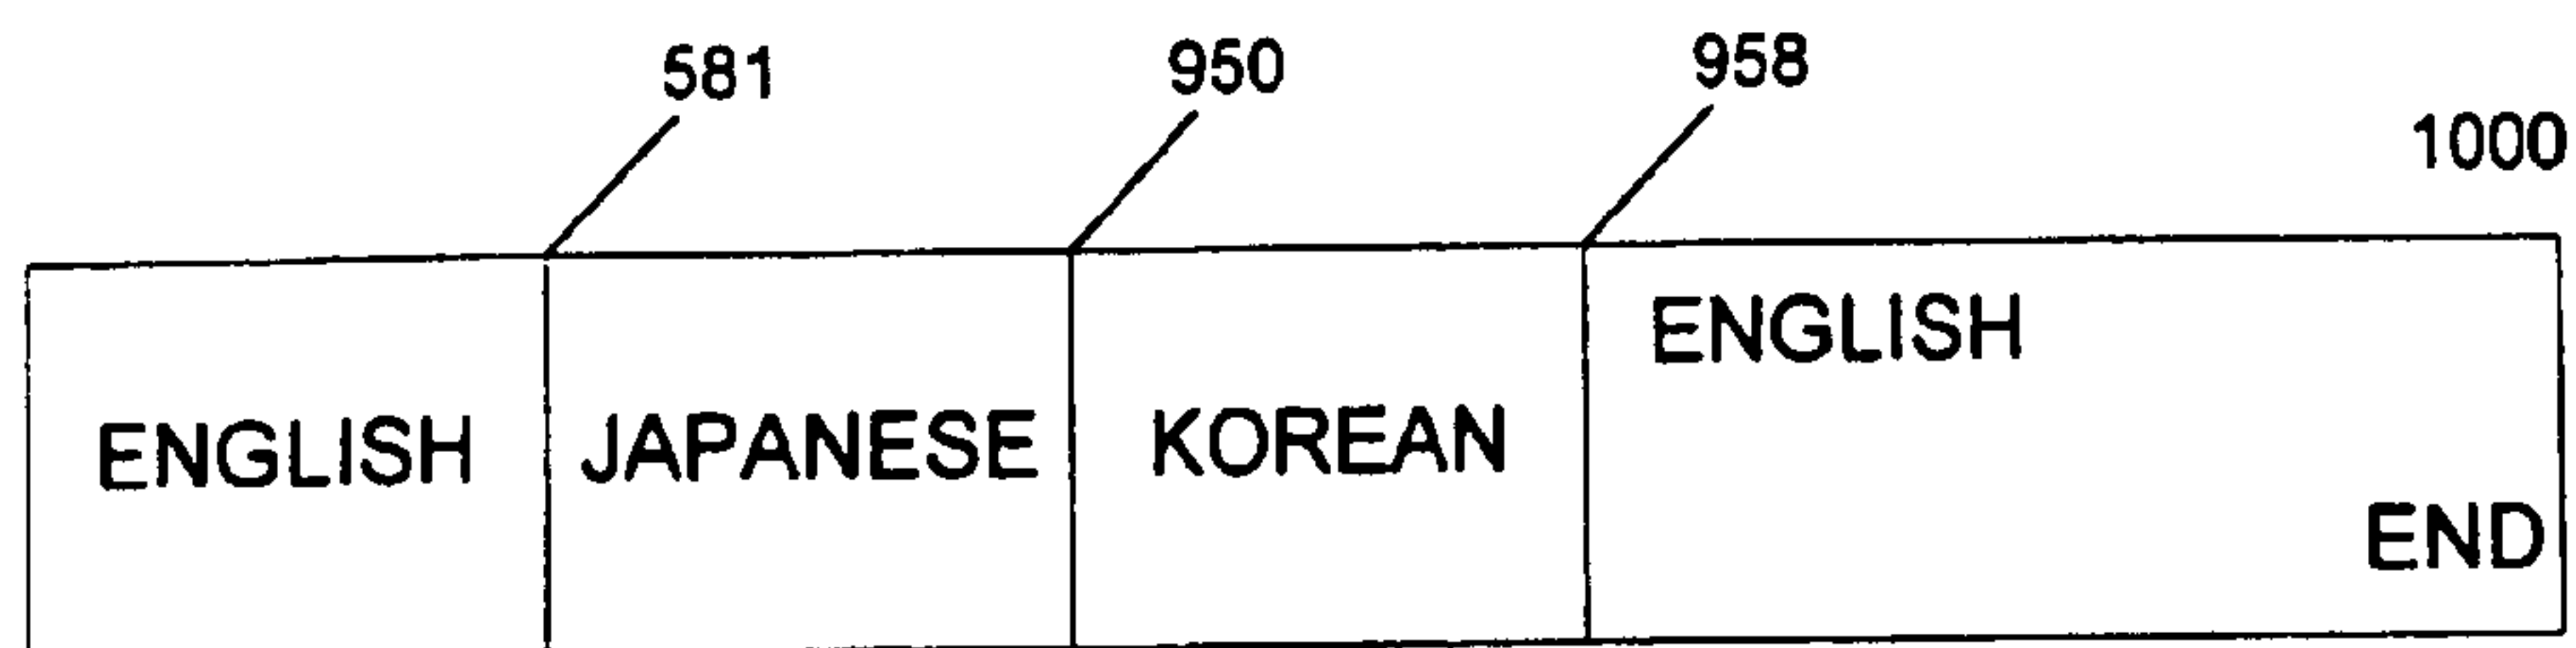 581 950 958
1000
ENGLISH
ENGLISH JAPANESE KOREAN
END